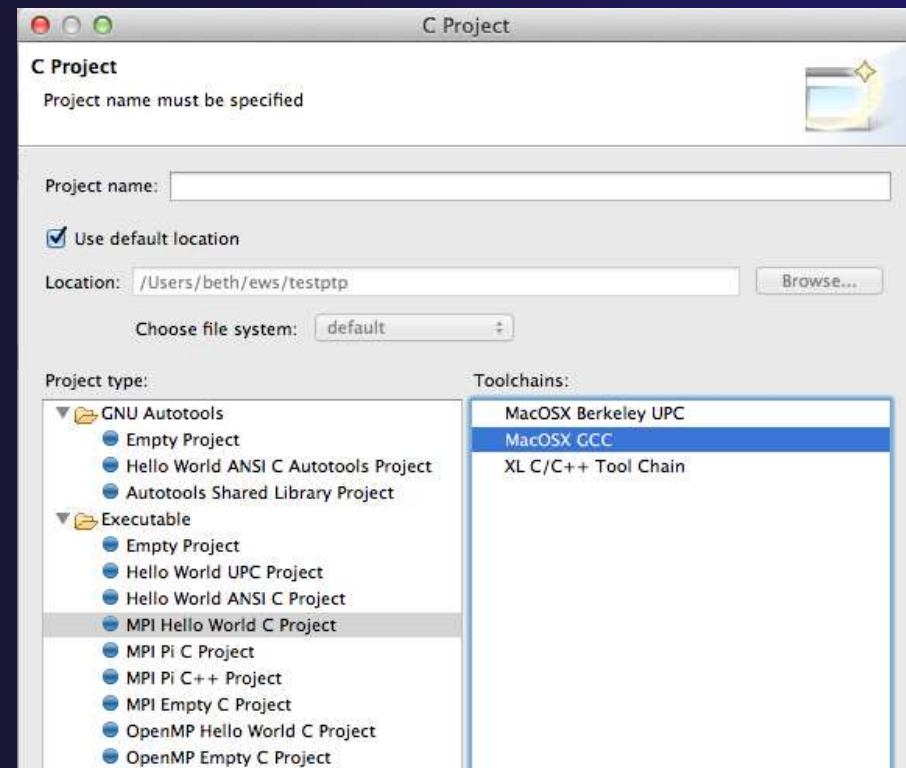 C Project
C Project
Project name must be specified
Project name:
Use default location
Location: /Users/beth/ews/testptp Browse...
Choose file system: default
Project type:
GNU Autotools
Empty Project
Hello World ANSI C Autotools Project
Autotools Shared Library Project
Executable
Empty Project
Hello World UPC Project
Hello World ANSI C Project
MPI Hello World C Project
MPI Pi C Project
MPI Pi C++ Project
MPI Empty C Project
OpenMP Hello World C Project
OpenMP Empty C Project
Toolchains:
MacOSX Berkeley UPC
MacOSX GCC
XL C/C++ Tool Chain